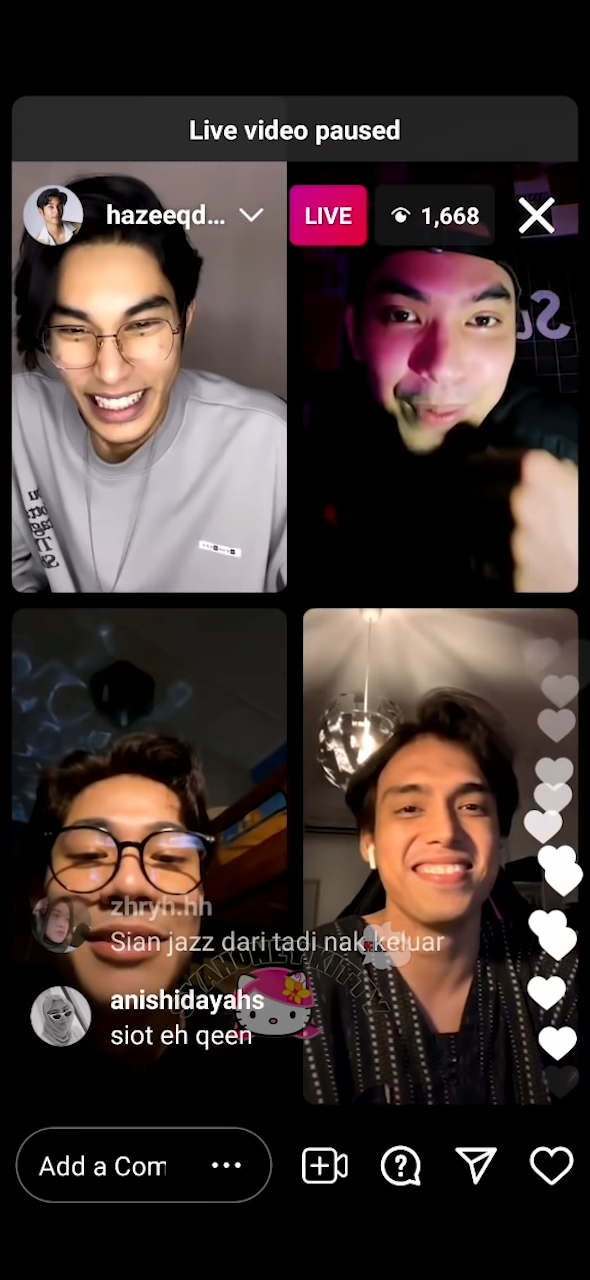 Live video paused
hazeeqd...
LIVE
1,668
Su
zhryh.hh
Sian jazz dari tadi nak keluar
anishidayahs
siot eh qeen
Add a Com